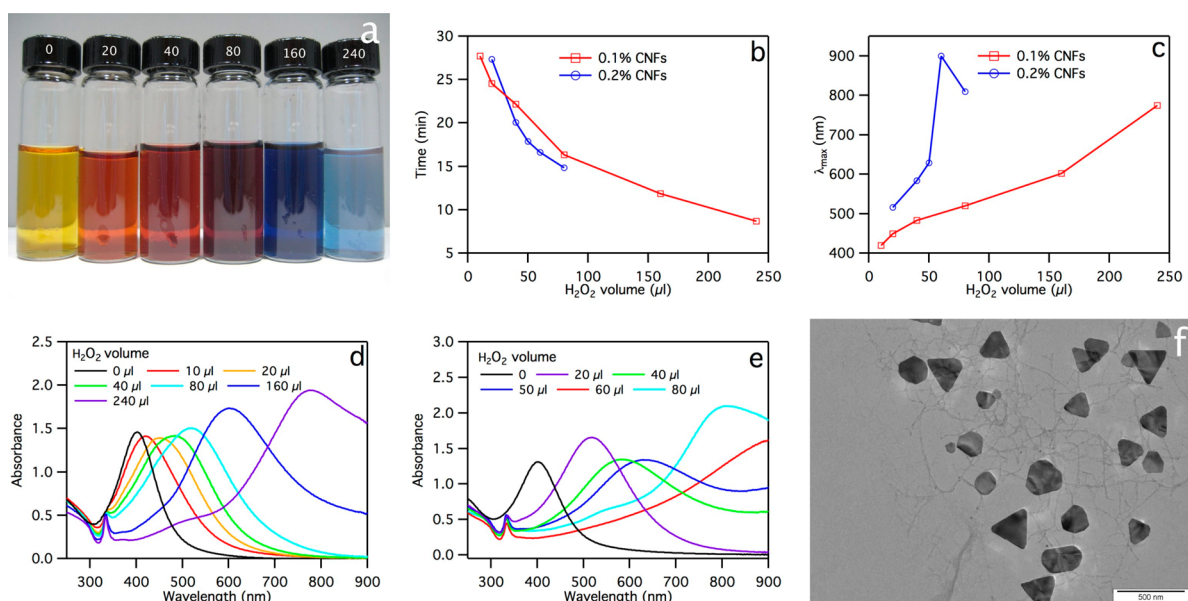 a
0 20 40 80 160 240
b
0.1% CNFs
0.2% CNFs
30
25
20
15
10
5
Time (min)
0 50 100 150 200 250
H₂O₂ volume (µl)
c
0.1% CNFs
0.2% CNFs
900
800
700
600
500
400
λmax (nm)
0 50 100 150 200 250
H₂O₂ volume (µl)
d
H₂O₂ volume
0 µl 10 µl 20 µl
40 µl 80 µl 160 µl
240 µl
2.5
2.0
1.5
1.0
0.5
0.0
Absorbance
300 400 500 600 700 800 900
Wavelength (nm)
e
H₂O₂ volume
0 20 µl 40 µl
50 µl 60 µl 80 µl
3.0
2.5
2.0
1.5
1.0
0.5
0.0
Absorbance
300 400 500 600 700 800 900
Wavelength (nm)
f
500 nm